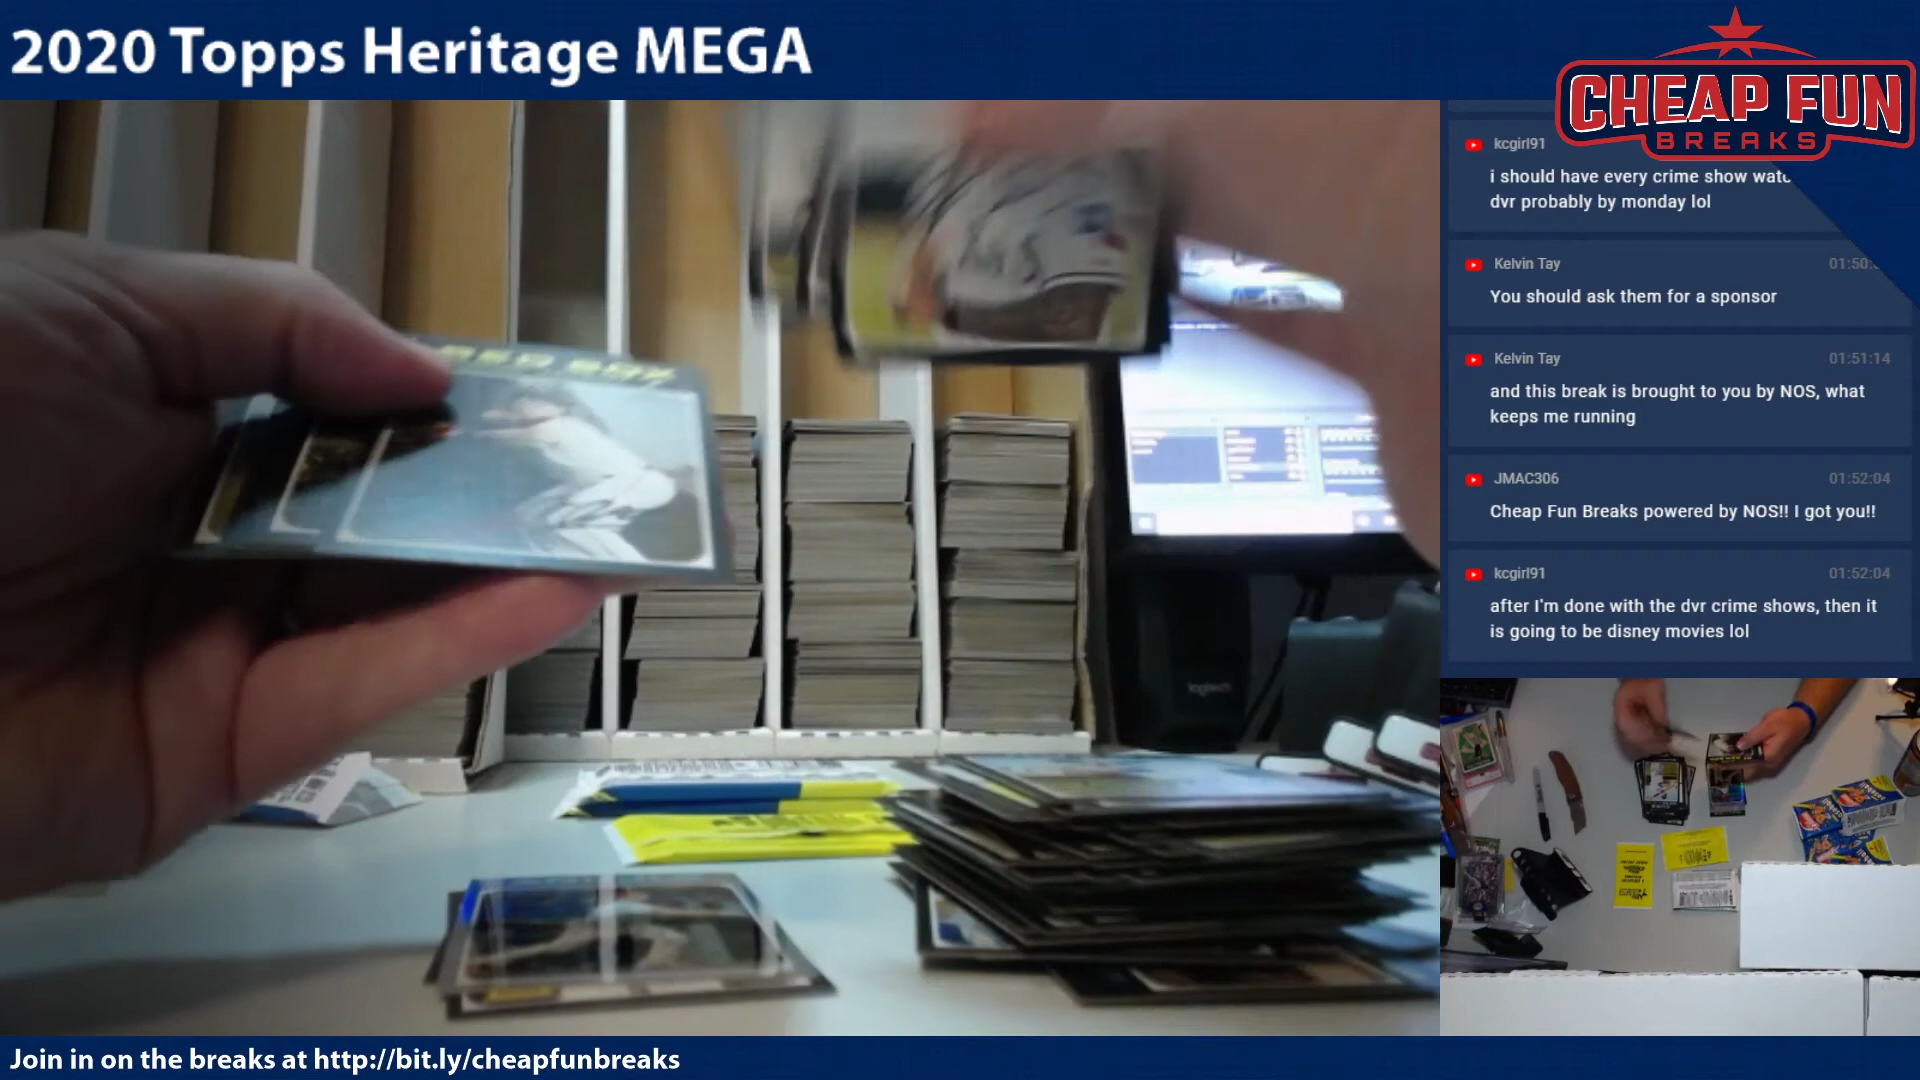 2020 Topps Heritage MEGA
CHEAP FUN
BREAKS
kcgirl91
i should have every crime show
dvr probably by monday lol
Kelvin Tay
You should ask them for a sponsor
Kelvin Tay 01:51:14
and this break is brought to you by NOS, what
keeps me running
JMAC306 01:52:04
Cheap Fun Breaks powered by NOS!! I got you!!
kcgirl91 01:52:04
after I'm done with the dvr crime shows, then it
is going to be disney movies lol
RED SOX
logitech
Join in on the breaks at http://bit.ly/cheapfunbreaks